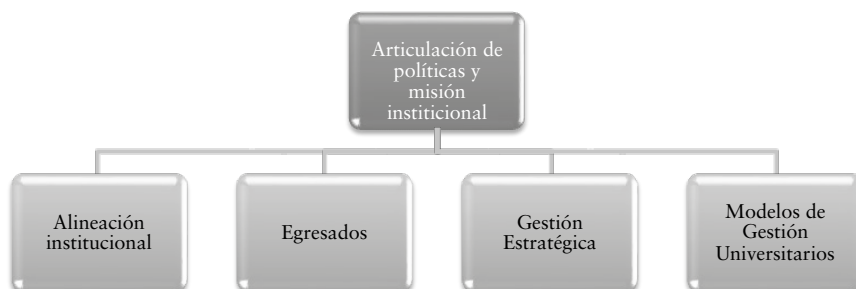 Articulación de
políticas y
misión
institicional
Alineación
institucional
Egresados
Gestión
Estratégica
Modelos de
Gestión
Universitarios